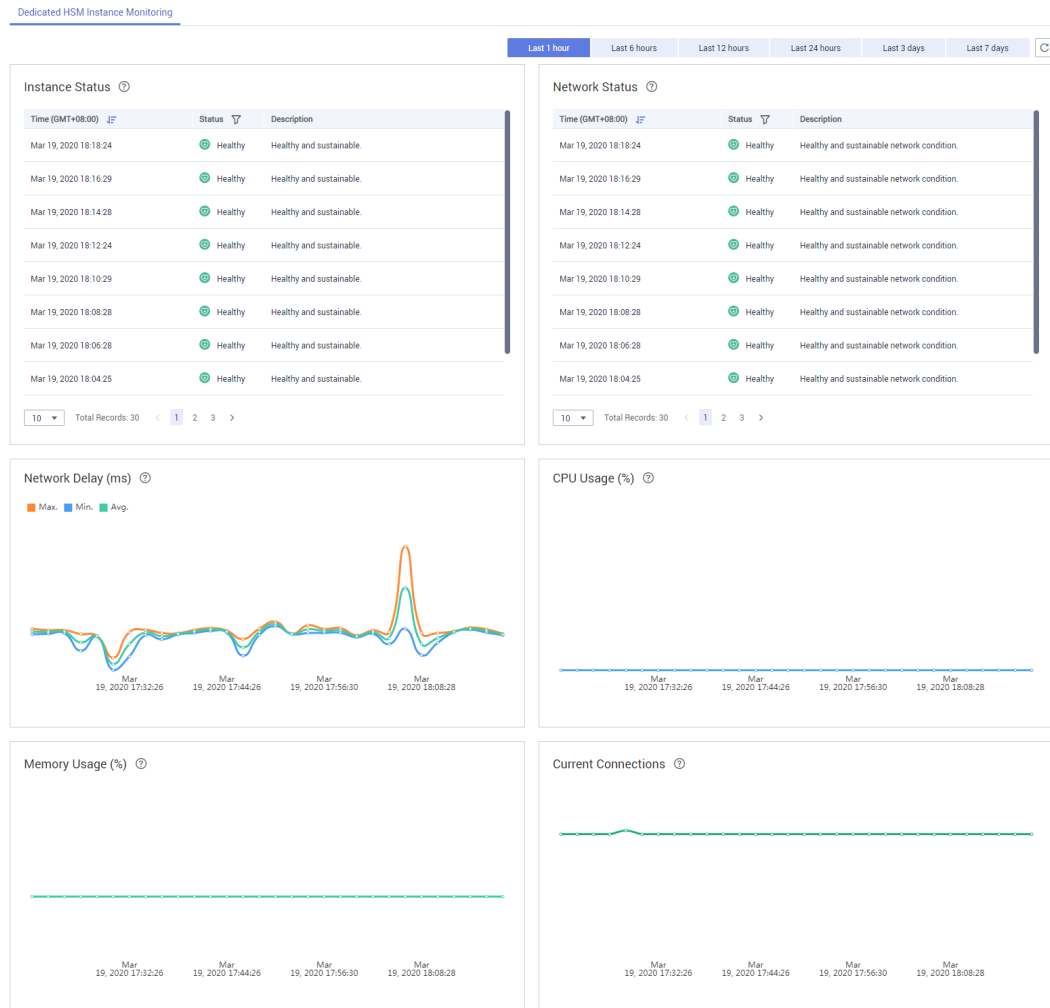 Dedicated HSM Instance Monitoring
Last 1 hour Last 6 hours Last 12 hours Last 24 hours Last 3 days Last 7 days
Instance Status ?
Time (GMT+08:00) Status Description
Mar 19, 2020 18:18:24 Healthy Healthy and sustainable.
Mar 19, 2020 18:16:29 Healthy Healthy and sustainable.
Mar 19, 2020 18:14:28 Healthy Healthy and sustainable.
Mar 19, 2020 18:12:24 Healthy Healthy and sustainable.
Mar 19, 2020 18:10:29 Healthy Healthy and sustainable.
Mar 19, 2020 18:08:28 Healthy Healthy and sustainable.
Mar 19, 2020 18:06:28 Healthy Healthy and sustainable.
Mar 19, 2020 18:04:25 Healthy Healthy and sustainable.
10 Total Records: 30 < 1 2 3 >
Network Status ?
Time (GMT+08:00) Status Description
Mar 19, 2020 18:18:24 Healthy Healthy and sustainable network condition.
Mar 19, 2020 18:16:29 Healthy Healthy and sustainable network condition.
Mar 19, 2020 18:14:28 Healthy Healthy and sustainable network condition.
Mar 19, 2020 18:12:24 Healthy Healthy and sustainable network condition.
Mar 19, 2020 18:10:29 Healthy Healthy and sustainable network condition.
Mar 19, 2020 18:08:28 Healthy Healthy and sustainable network condition.
Mar 19, 2020 18:06:28 Healthy Healthy and sustainable network condition.
Mar 19, 2020 18:04:25 Healthy Healthy and sustainable network condition.
10 Total Records: 30 < 1 2 3 >
Network Delay (ms) ?
Max. Min. Avg.
Mar Mar Mar Mar
19, 2020 17:32:26 19, 2020 17:44:26 19, 2020 17:56:30 19, 2020 18:08:28
CPU Usage (%) ?
Mar Mar Mar Mar
19, 2020 17:32:26 19, 2020 17:44:26 19, 2020 17:56:30 19, 2020 18:08:28
Memory Usage (%) ?
Mar Mar Mar Mar
19, 2020 17:32:26 19, 2020 17:44:26 19, 2020 17:56:30 19, 2020 18:08:28
Current Connections ?
Mar Mar Mar Mar
19, 2020 17:32:26 19, 2020 17:44:26 19, 2020 17:56:30 19, 2020 18:08:28